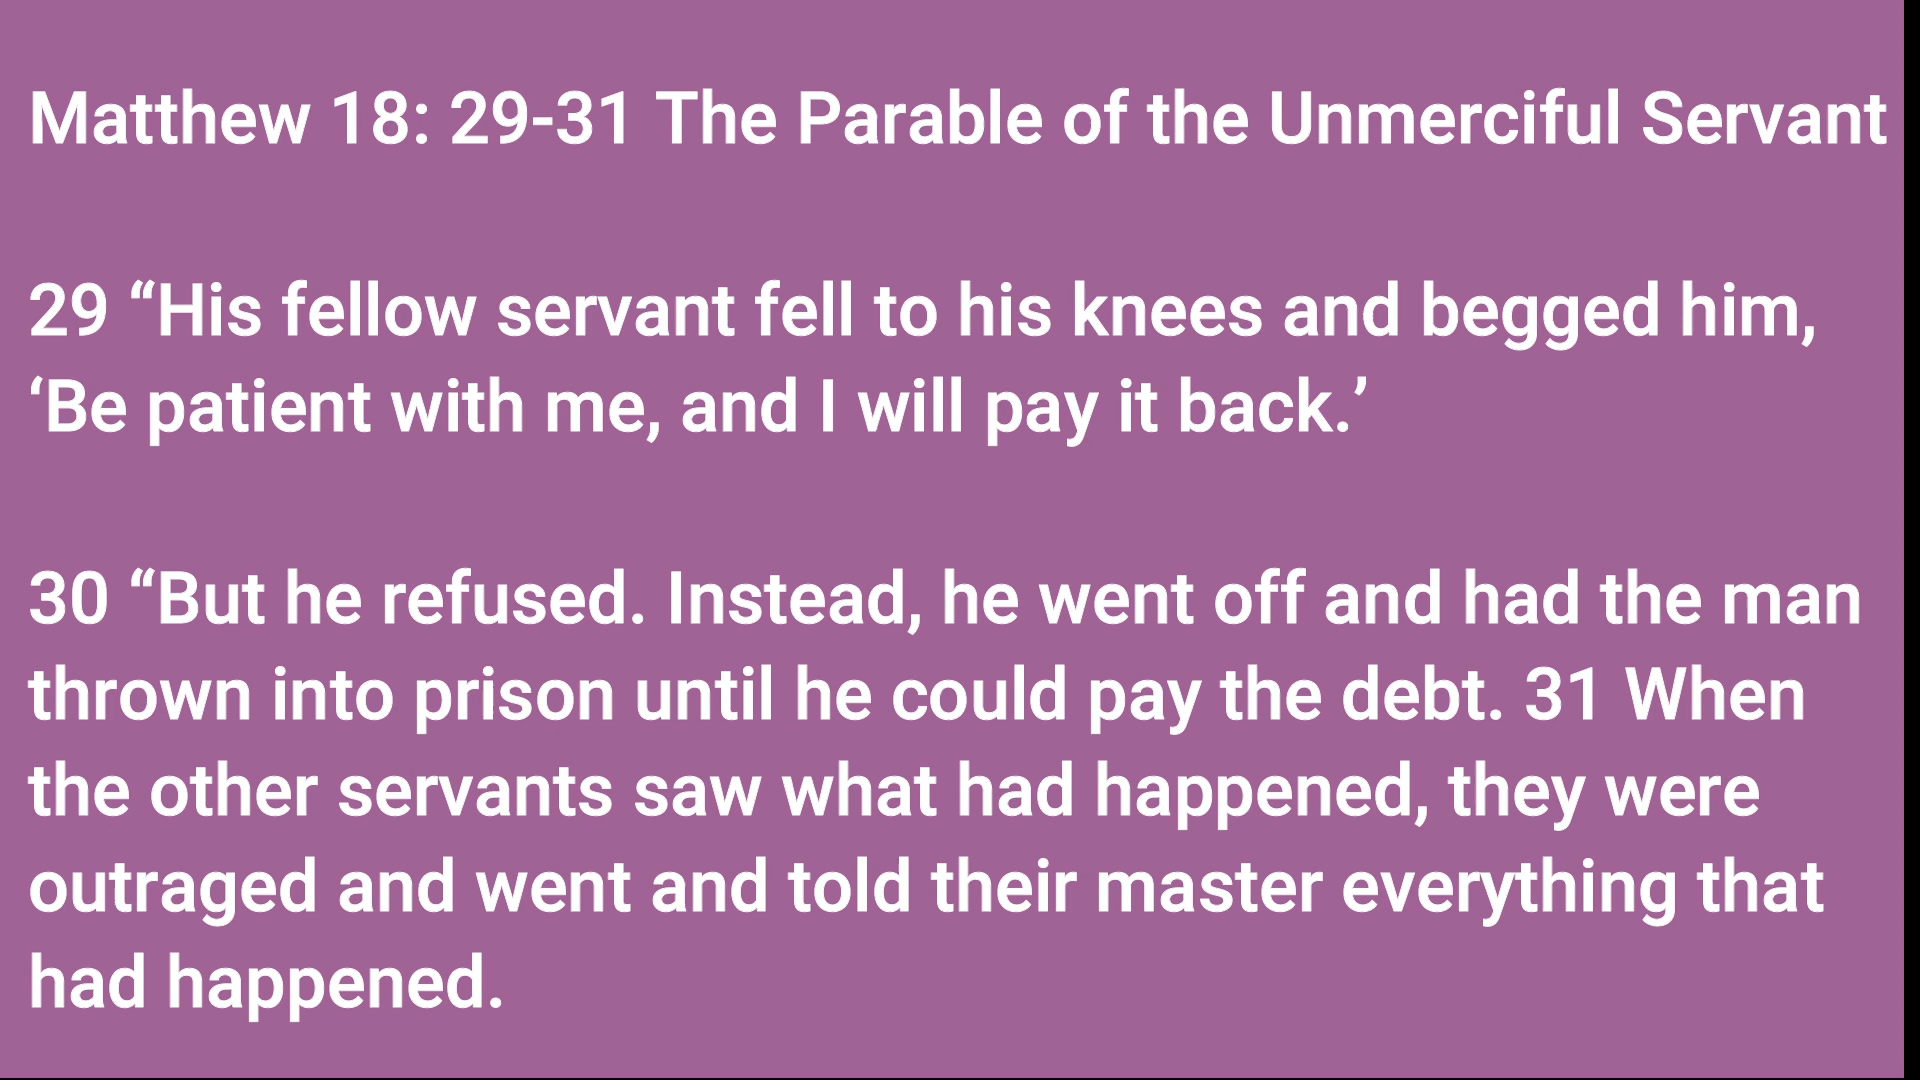 Matthew 18: 29-31 The Parable of the Unmerciful Servant
29 “His fellow servant fell to his knees and begged him,
‘Be patient with me, and I will pay it back.’
30 “But he refused. Instead, he went off and had the man
thrown into prison until he could pay the debt. 31 When
the other servants saw what had happened, they were
outraged and went and told their master everything that
had happened.